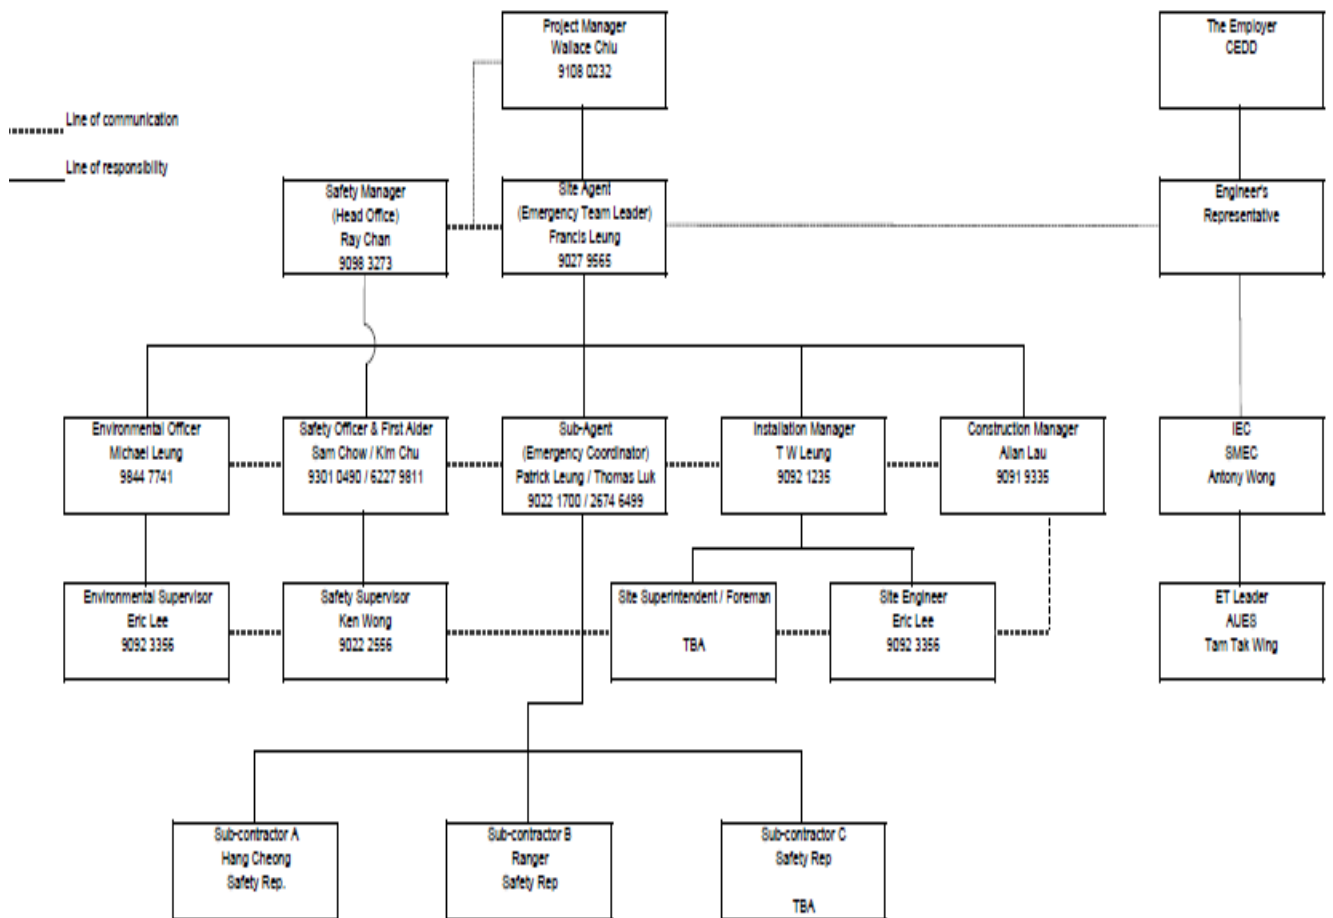 Project Manager
Wallace Chiu
9108 0232
The Employer
CEDD
Line of communication
Line of responsibility
Safety Manager
(Head Office)
Ray Chan
9098 3273
Site Agent
(Emergency Team Leader)
Francis Leung
9027 9565
Engineer's
Representative
Environmental Officer
Michael Leung
9844 7741
Safety Officer & First Aider
Sam Chow / Kim Chu
9301 0490 / 6227 9811
Sub-Agent
(Emergency Coordinator)
Patrick Leung / Thomas Luk
9022 1700 / 2674 6499
Installation Manager
T W Leung
9092 1235
Construction Manager
Allan Lau
9091 9335
IEC
SMEC
Antony Wong
Environmental Supervisor
Eric Lee
9092 3356
Safety Supervisor
Ken Wong
9022 2556
Site Superintendent / Foreman
TBA
Site Engineer
Eric Lee
9092 3356
ET Leader
AUES
Tam Tak Wing
Sub-contractor A
Hang Cheong
Safety Rep.
Sub-contractor B
Ranger
Safety Rep
Sub-contractor C
Safety Rep
TBA